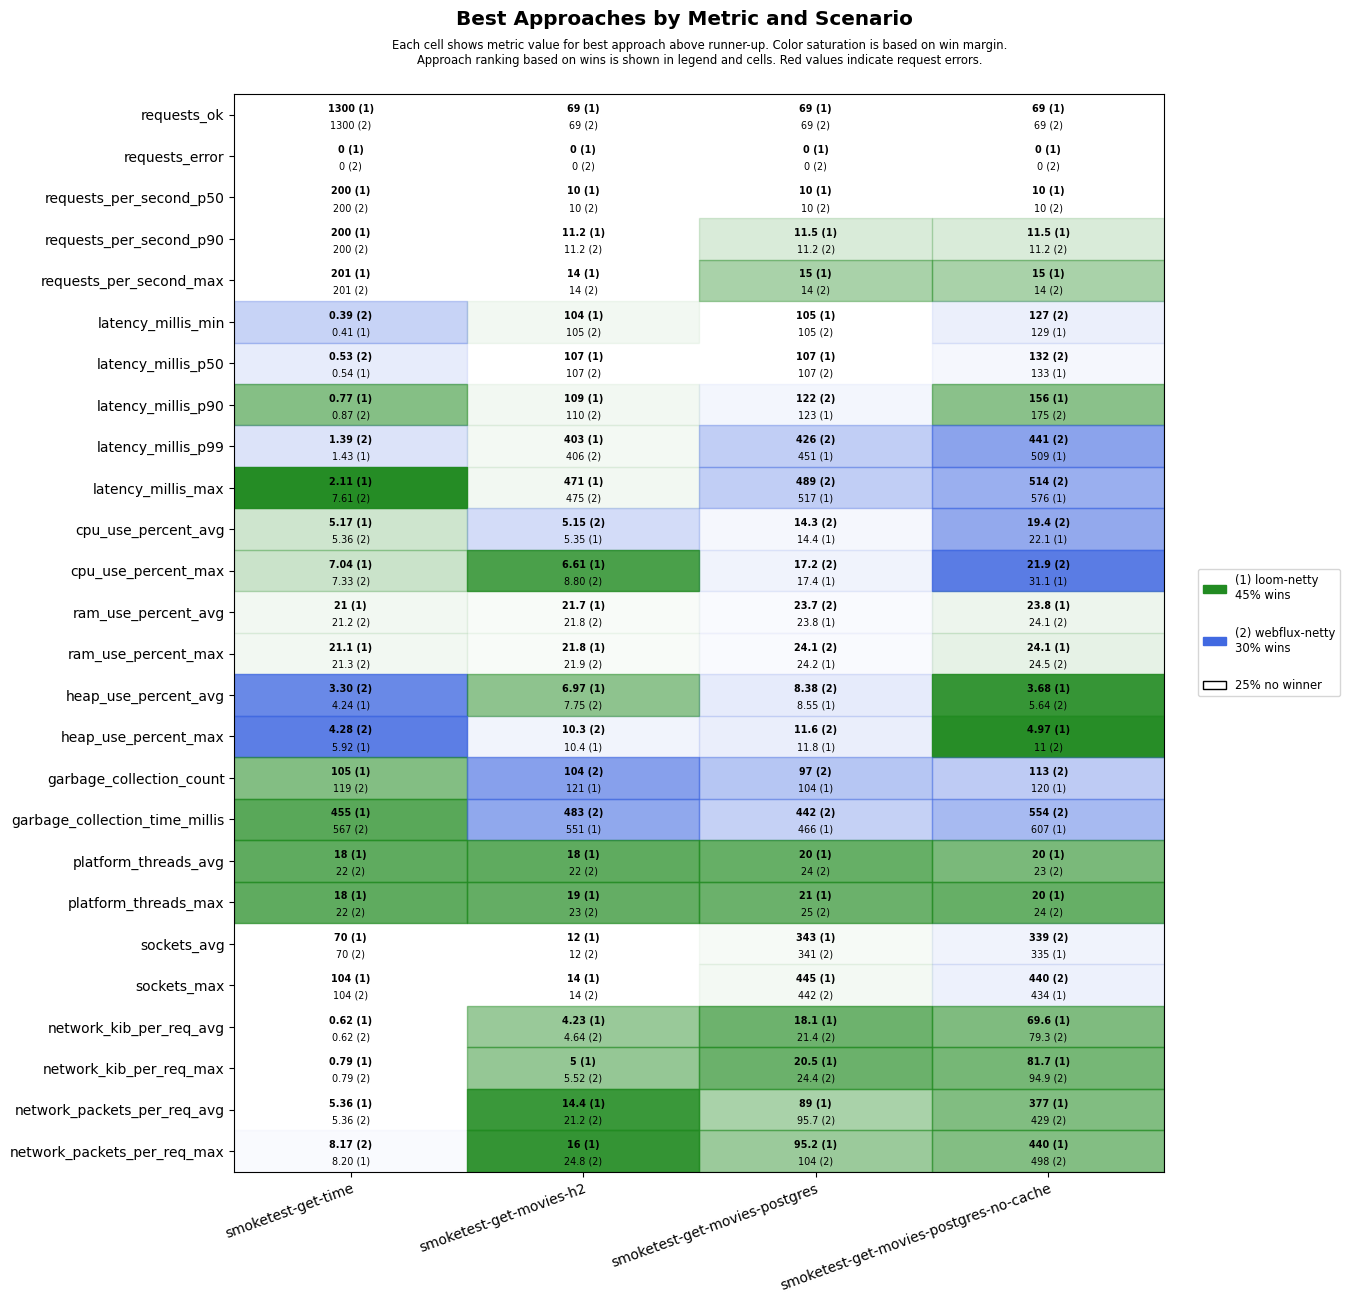 Best Approaches by Metric and Scenario
Each cell shows metric value for best approach above runner-up. Color saturation is based on win margin.
Approach ranking based on wins is shown in legend and cells. Red values indicate request errors.
requests_ok
1300 (1) 69 (1) 69 (1) 69 (1)
1300 (2) 69 (2) 69 (2) 69 (2)
requests_error
0 (1) 0 (1) 0 (1) 0 (1)
0 (2) 0 (2) 0 (2) 0 (2)
requests_per_second_p50
200 (1) 10 (1) 10 (1) 10 (1)
200 (2) 10 (2) 10 (2) 10 (2)
requests_per_second_p90
200 (1) 11.2 (1) 11.5 (1) 11.5 (1)
200 (2) 11.2 (2) 11.2 (2) 11.2 (2)
requests_per_second_max
201 (1) 14 (1) 15 (1) 15 (1)
201 (2) 14 (2) 14 (2) 14 (2)
latency_millis_min
0.39 (2) 104 (1) 105 (1) 127 (2)
0.41 (1) 105 (2) 105 (2) 129 (1)
latency_millis_p50
0.53 (2) 107 (1) 107 (1) 132 (2)
0.54 (1) 107 (2) 107 (2) 133 (1)
latency_millis_p90
0.77 (1) 109 (1) 122 (2) 156 (1)
0.87 (2) 110 (2) 123 (1) 175 (2)
latency_millis_p99
1.39 (2) 403 (1) 426 (2) 441 (2)
1.43 (1) 406 (2) 451 (1) 509 (1)
latency_millis_max
2.11 (1) 471 (1) 489 (2) 514 (2)
7.61 (2) 475 (2) 517 (1) 576 (1)
cpu_use_percent_avg
5.17 (1) 5.15 (2) 14.3 (2) 19.4 (2)
5.36 (2) 5.35 (1) 14.4 (1) 22.1 (1)
cpu_use_percent_max
7.04 (1) 6.61 (1) 17.2 (2) 21.9 (2)
7.33 (2) 8.80 (2) 17.4 (1) 31.1 (1)
ram_use_percent_avg
21 (1) 21.7 (1) 23.7 (2) 23.8 (1)
21.2 (2) 21.8 (2) 23.8 (1) 24.1 (2)
ram_use_percent_max
21.1 (1) 21.8 (1) 24.1 (2) 24.1 (1)
21.3 (2) 21.9 (2) 24.2 (1) 24.5 (2)
heap_use_percent_avg
3.30 (2) 6.97 (1) 8.38 (2) 3.68 (1)
4.24 (1) 7.75 (2) 8.55 (1) 5.64 (2)
heap_use_percent_max
4.28 (2) 10.3 (2) 11.6 (2) 4.97 (1)
5.92 (1) 10.4 (1) 11.8 (1) 11 (2)
garbage_collection_count
105 (1) 104 (2) 97 (2) 113 (2)
119 (2) 121 (1) 104 (1) 120 (1)
garbage_collection_time_millis
455 (1) 483 (2) 442 (2) 554 (2)
567 (2) 551 (1) 466 (1) 607 (1)
platform_threads_avg
18 (1) 18 (1) 20 (1) 20 (1)
22 (2) 22 (2) 24 (2) 23 (2)
platform_threads_max
18 (1) 19 (1) 21 (1) 20 (1)
22 (2) 23 (2) 25 (2) 24 (2)
sockets_avg
70 (1) 12 (1) 343 (1) 339 (2)
70 (2) 12 (2) 341 (2) 335 (1)
sockets_max
104 (1) 14 (1) 445 (1) 440 (2)
104 (2) 14 (2) 442 (2) 434 (1)
network_kib_per_req_avg
0.62 (1) 4.23 (1) 18.1 (1) 69.6 (1)
0.62 (2) 4.64 (2) 21.4 (2) 79.3 (2)
network_kib_per_req_max
0.79 (1) 5 (1) 20.5 (1) 81.7 (1)
0.79 (2) 5.52 (2) 24.4 (2) 94.9 (2)
network_packets_per_req_avg
5.36 (1) 14.4 (1) 89 (1) 377 (1)
5.36 (2) 21.2 (2) 95.7 (2) 429 (2)
network_packets_per_req_max
8.17 (2) 16 (1) 95.2 (1) 440 (1)
8.20 (1) 24.8 (2) 104 (2) 498 (2)
smoketest-get-time
smoketest-get-movies-h2
smoketest-get-movies-postgres
smoketest-get-movies-postgres-no-cache
(1) loom-netty
45% wins
(2) webflux-netty
30% wins
25% no winner